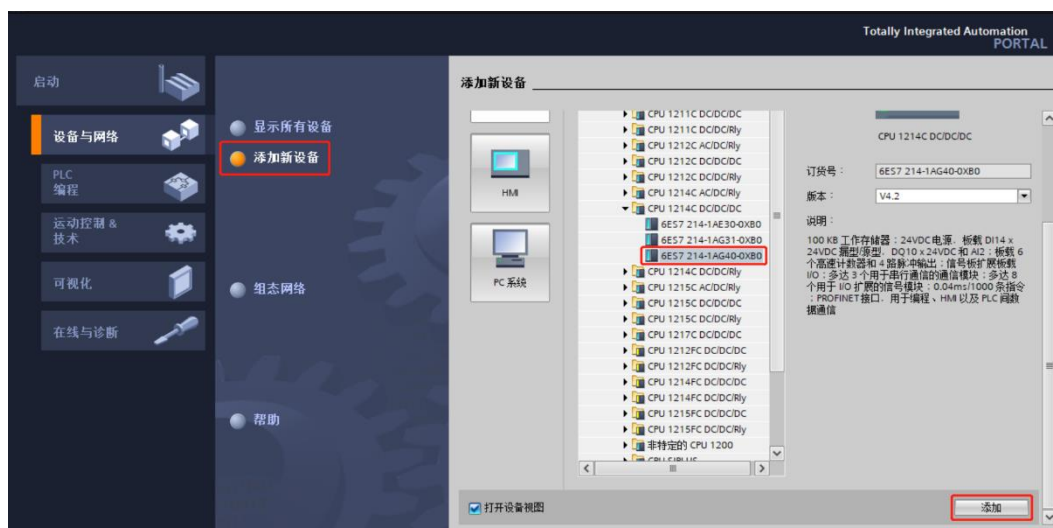 Totally Integrated Automation
PORTAL
启动
设备与网络
PLC
编程
运动控制 &
技术
可视化
在线与诊断
显示所有设备
添加新设备
组态网络
帮助
添加新设备
HMI
PC 系统
CPU 1211C DC/DC/DC
CPU 1211C DC/DC/Rly
CPU 1212C AC/DC/Rly
CPU 1212C DC/DC/DC
CPU 1212C DC/DC/Rly
CPU 1214C AC/DC/Rly
CPU 1214C DC/DC/DC
6ES7 214-1AE30-0XB0
6ES7 214-1AG31-0XB0
6ES7 214-1AG40-0XB0
CPU 1214C DC/DC/Rly
CPU 1215C AC/DC/Rly
CPU 1215C DC/DC/DC
CPU 1215C DC/DC/Rly
CPU 1217C DC/DC/DC
CPU 1212FC DC/DC/DC
CPU 1212FC DC/DC/Rly
CPU 1214FC DC/DC/DC
CPU 1214FC DC/DC/Rly
CPU 1215FC DC/DC/DC
CPU 1215FC DC/DC/Rly
非特定的 CPU 1200
CPU SIPLUS
CPU 1214C DC/DC/DC
订货号： 6ES7 214-1AG40-0XB0
版本： V4.2
说明：
100 KB 工作存储器；24VDC电源，板载 DI14 x
24VDC 漏型/源型，DQ10 x 24VDC 和 AI2；板载 6
个高速计数器和 4 路脉冲输出；信号板扩展板载
I/O；多达 3 个用于串行通信的通信模块；多达 8
个用于 I/O 扩展的信号模块；0.04ms/1000 条指令
；PROFINET 接口，用于编程、HMI 以及 PLC 间数
据通信
打开设备视图
添加